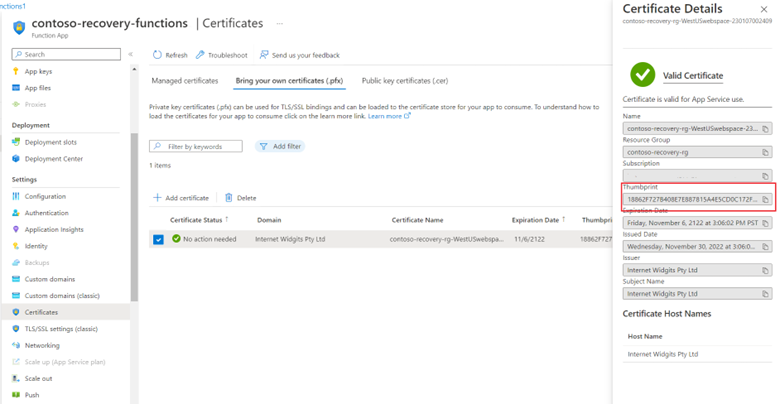 nctions1
contoso-recovery-functions | Certificates ...
Function App
Search
«
App keys
App files
Proxies
Deployment
Deployment slots
Deployment Center
Settings
Configuration
Authentication
Application Insights
Identity
Backups
Custom domains
Custom domains (classic)
Certificates
TLS/SSL settings (classic)
Networking
Scale up (App Service plan)
Scale out
Push
Refresh Troubleshoot Send us your feedback
Managed certificates Bring your own certificates (.pfx) Public key certificates (.cer)
Private key certificates (.pfx) can be used for TLS/SSL bindings and can be loaded to the certificate store for your app to consume. To understand how to
load the certificates for your app to consume click on the learn more link. Learn more
Filter by keywords Add filter
1 items
Add certificate Delete
Certificate Status ↑ Domain Certificate Name Expiration Date ↑ Thumbpr
No action needed Internet Widgits Pty Ltd contoso-recovery-rg-WestUSwebspa... 11/6/2122 18862F727
Certificate Details
contoso-recovery-rg-WestUSwebspace-230107002409
Valid Certificate
Certificate is valid for App Service use.
Name
contoso-recovery-rg-WestUSwebspace-23...
Resource Group
contoso-recovery-rg
Subscription
Thumbprint
18862F727B408E7E887815A4E5CD0C172F...
Expiration Date
Friday, November 6, 2122 at 3:06:02 PM PST
Issued Date
Wednesday, November 30, 2022 at 3:06:0...
Issuer
Internet Widgits Pty Ltd
Subject Name
Internet Widgits Pty Ltd
Certificate Host Names
Host Name
Internet Widgits Pty Ltd